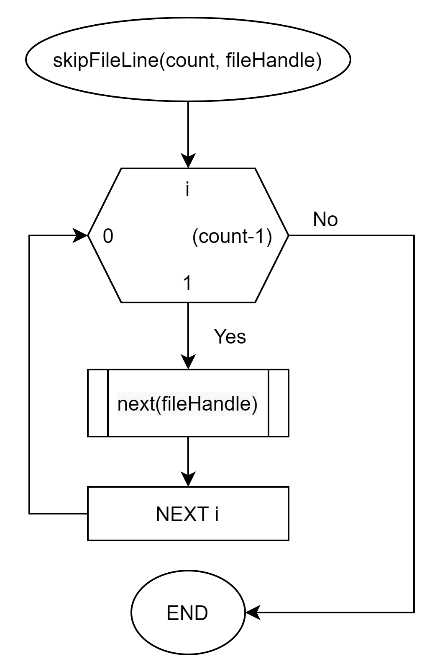 skipFileLine(count, fileHandle)
i
0 (count-1)
No
1
Yes
next(fileHandle)
NEXT i
END